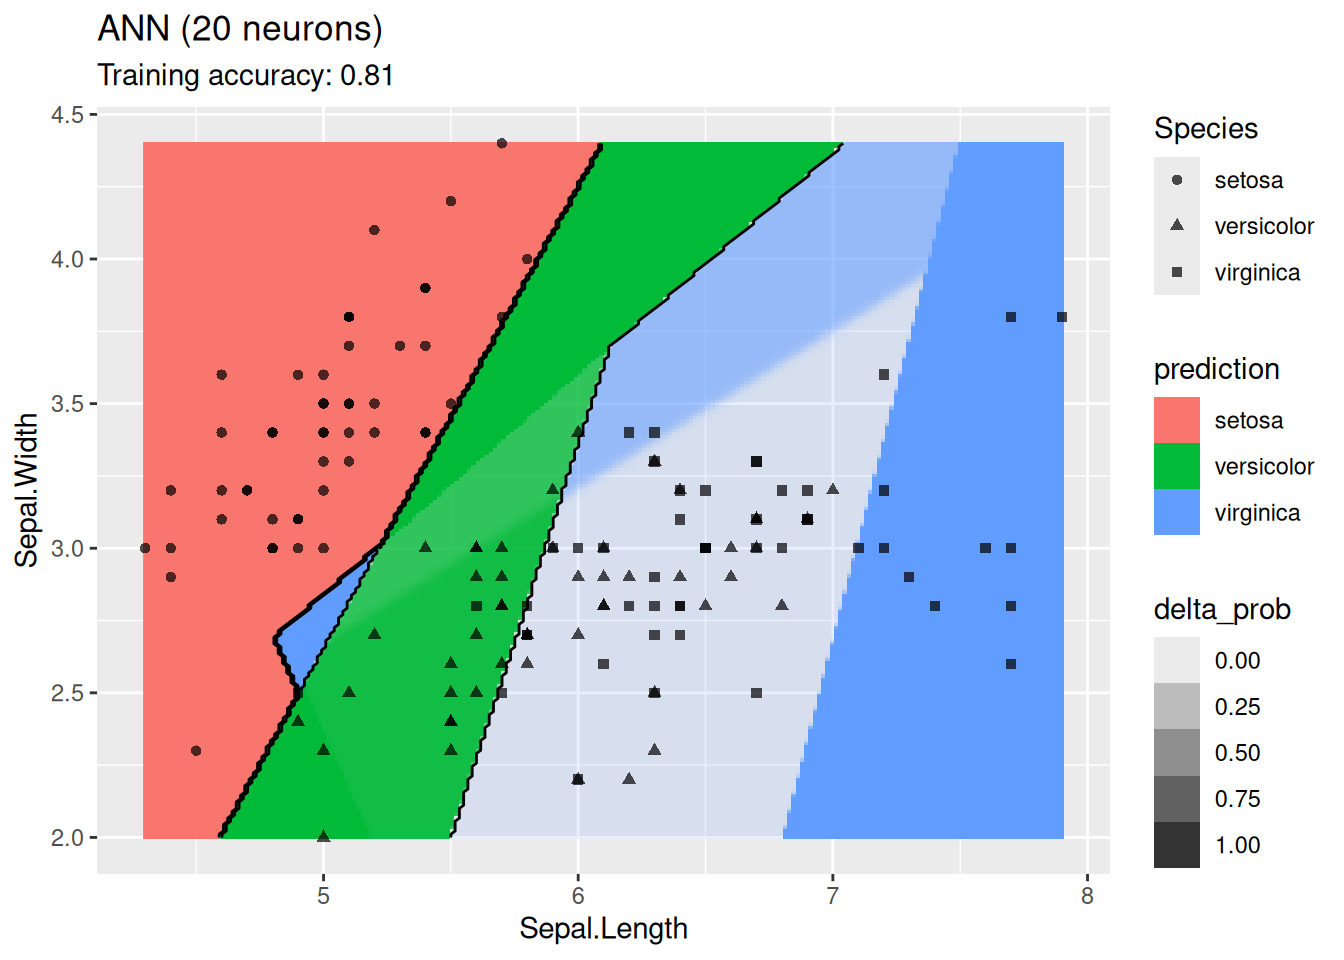 ANN (20 neurons)
Training accuracy: 0.81
4.5
4.0
3.5
3.0
2.5
2.0
Sepal.Width
5
6
7
8
Sepal.Length
Species
setosa
versicolor
virginica
prediction
setosa
versicolor
virginica
delta_prob
0.00
0.25
0.50
0.75
1.00